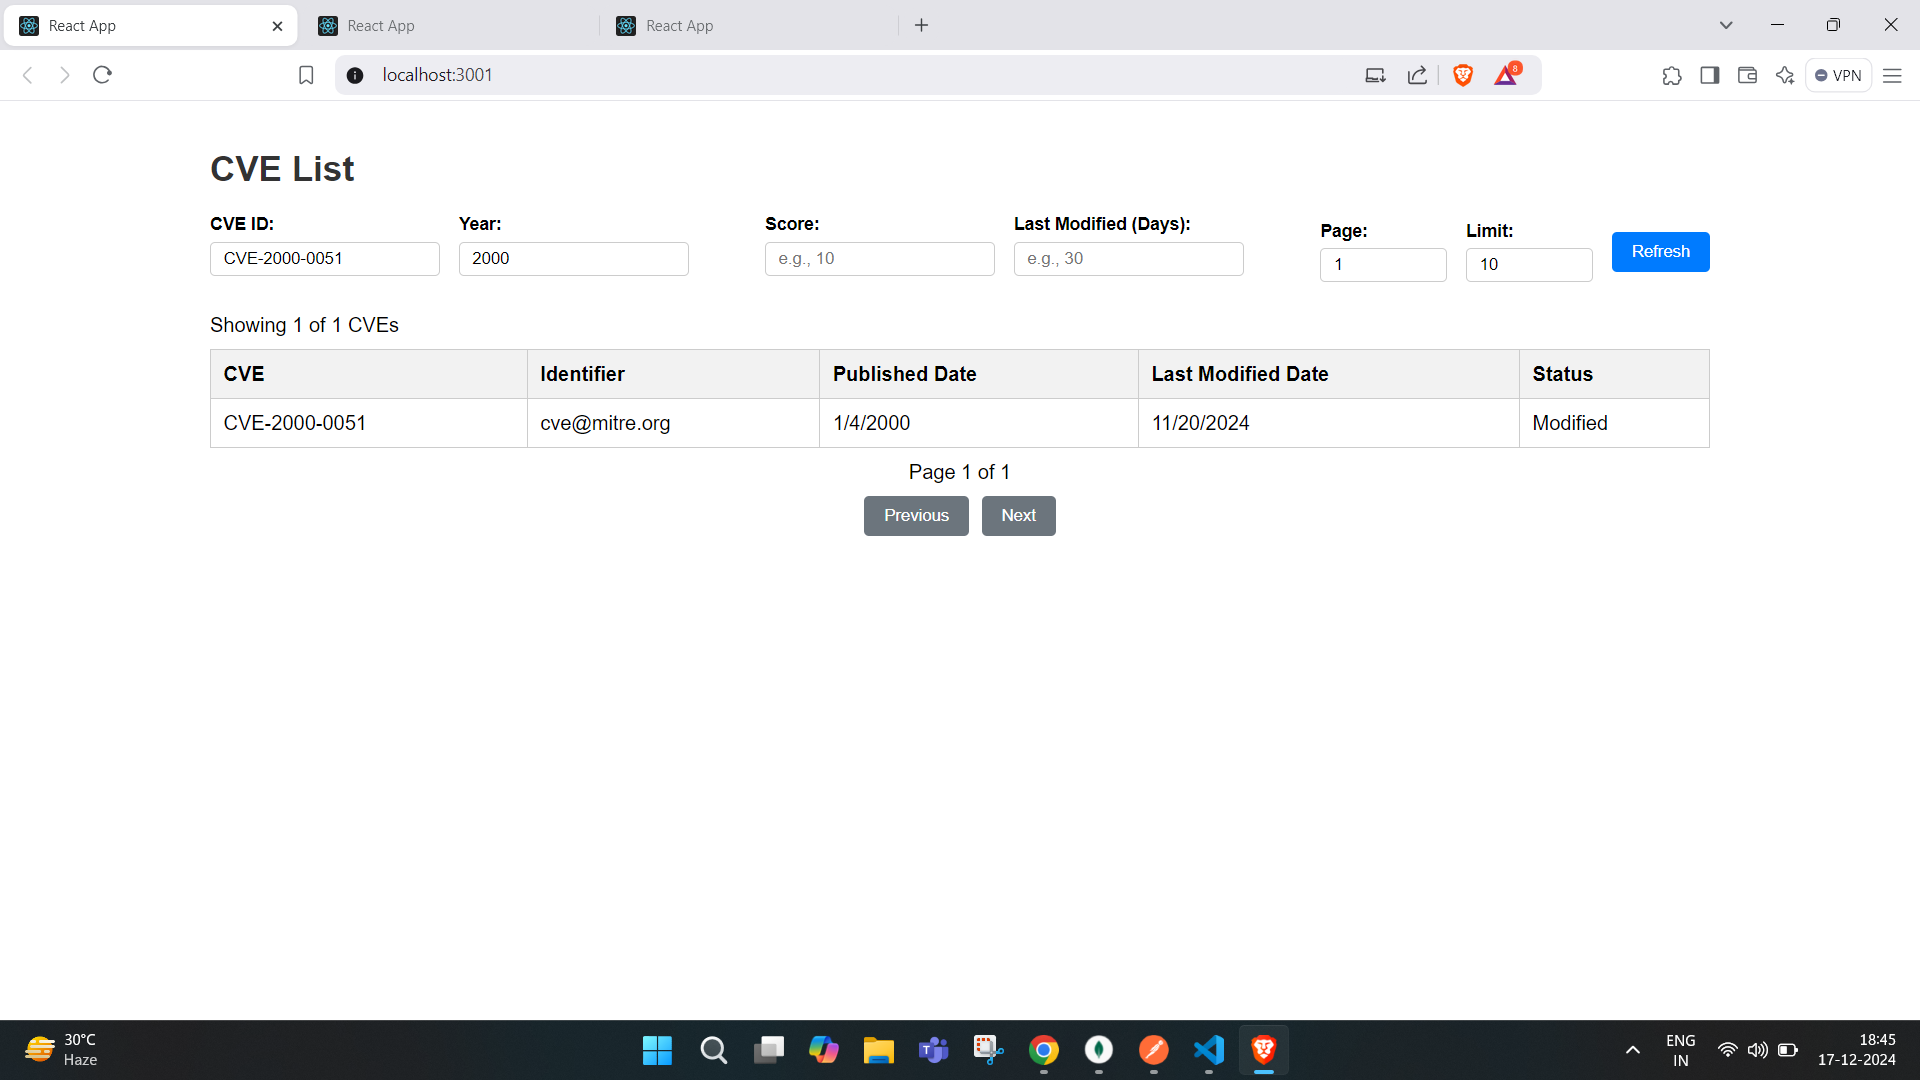 React App
React App
React App
localhost:3001
8
VPN
CVE List
CVE ID:
Year:
Score:
Last Modified (Days):
Page:
Limit:
CVE-2000-0051
2000
e.g., 10
e.g., 30
1
10
Refresh
Showing 1 of 1 CVEs
CVE Identifier Published Date Last Modified Date Status
CVE-2000-0051 cve@mitre.org 1/4/2000 11/20/2024 Modified
Page 1 of 1
Previous Next
30°C
Haze
ENG
IN
18:45
17-12-2024